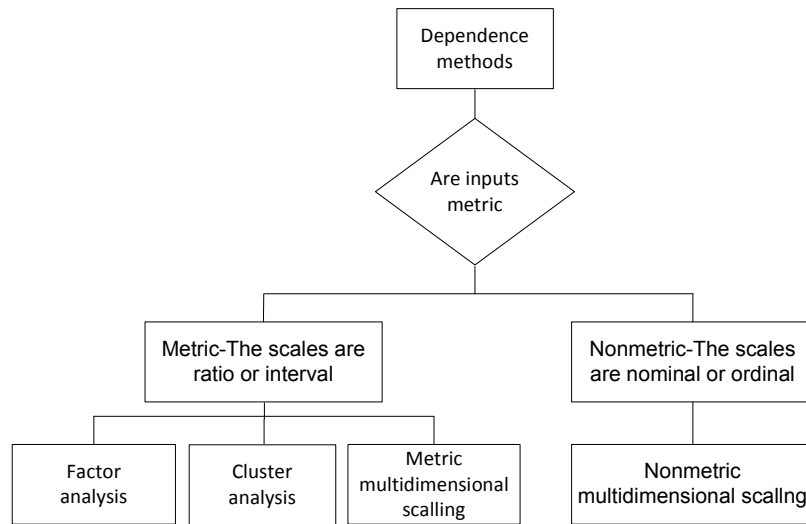 Dependence
methods
Are inputs
metric
Metric-The scales are
ratio or interval
Nonmetric-The scales
are nominal or ordinal
Factor
analysis
Cluster
analysis
Metric
multidimensional
scalling
Nonmetric
multidimensional scallng